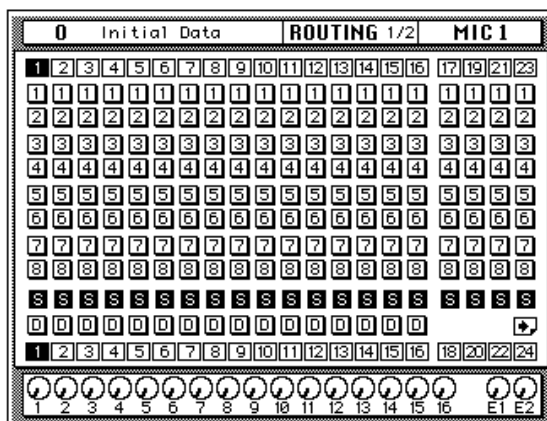 0 Initial Data ROUTING 1/2 MIC 1
1 2 3 4 5 6 7 8 9 10 11 12 13 14 15 16 17 19 21 23
1 1 1 1 1 1 1 1 1 1 1 1 1 1 1 1 1 1 1 1
2 2 2 2 2 2 2 2 2 2 2 2 2 2 2 2 2 2 2 2
3 3 3 3 3 3 3 3 3 3 3 3 3 3 3 3 3 3 3 3
4 4 4 4 4 4 4 4 4 4 4 4 4 4 4 4 4 4 4 4
5 5 5 5 5 5 5 5 5 5 5 5 5 5 5 5 5 5 5 5
6 6 6 6 6 6 6 6 6 6 6 6 6 6 6 6 6 6 6 6
7 7 7 7 7 7 7 7 7 7 7 7 7 7 7 7 7 7 7 7
8 8 8 8 8 8 8 8 8 8 8 8 8 8 8 8 8 8 8 8
S S S S S S S S S S S S S S S S S S S S
D D D D D D D D D D D D D D D D
1 2 3 4 5 6 7 8 9 10 11 12 13 14 15 16 18 20 22 24
1 2 3 4 5 6 7 8 9 10 11 12 13 14 15 16 E1 E2